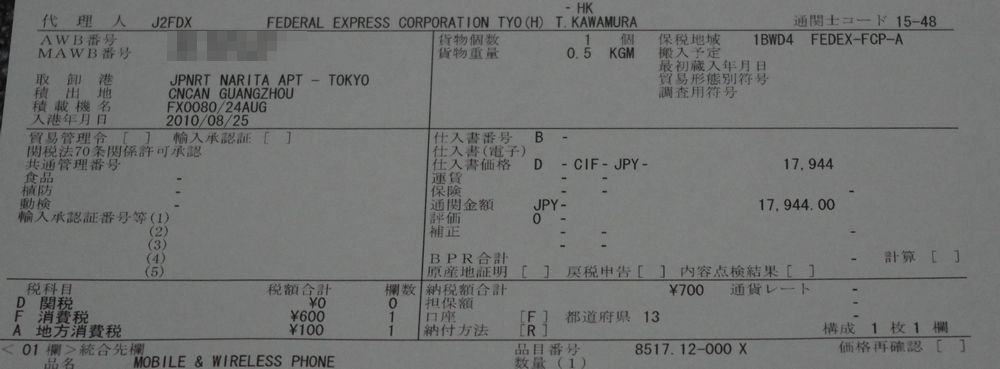 - HK
代理人 J2FDX FEDERAL EXPRESS CORPORATION TYO(H) T.KAWAMURA 通関士コード 15-48
AWB番号 貨物個数 1 個 保税地域 1BWD4 FEDEX-FCP-A
MAWB番号 貨物重量 0.5 KGM 搬入予定
最初蔵入年月日
取卸港 JPNRT NARITA APT - TOKYO 貿易形態別符号
積出地 CNCAN GUANGZHOU 調査用符号
積載機名 FX0080/24AUG
入港年月日 2010/08/25
貿易管理令 [ ] 輸入承認証 [ ] 仕入書番号 B -
関税法70条関係許可承認 仕入書(電子)
共通管理番号 仕入書価格 D - CIF - JPY - 17,944
食品 - 運賃 - -
植防 - 保険 - - -
動検 - 通関金額 JPY- 17,944.00
輸入承認証番号等(1) 評価 0 - -
(2) 補正 - - -
(3) - -
(4) BPR合計 - 計算 [ ]
(5) 原産地証明 [ ] 戻税申告 [ ] 内容点検結果 [ ]
税科目 税額合計 欄数 納税額合計 ¥700 通貨レート -
D 関税 ¥0 0 担保額 -
F 消費税 ¥600 1 口座 [F] 都道府県 13 -
A 地方消費税 ¥100 1 納付方法 [R] 構成 1 枚 1 欄
< 01 欄 > 統合先欄 品目番号 8517.12-000 X 価格再確認 [ ]
品名 MOBILE & WIRELESS PHONE 数量 (1)